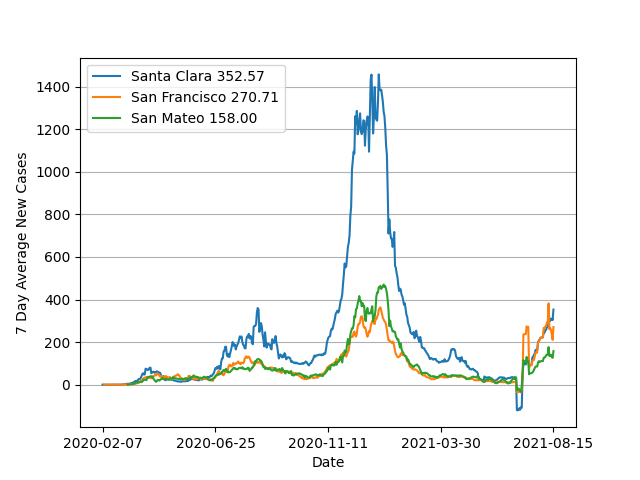 Santa Clara 352.57
San Francisco 270.71
San Mateo 158.00
1400
1200
1000
800
600
400
200
0
7 Day Average New Cases
2020-02-07 2020-06-25 2020-11-11 2021-03-30 2021-08-15
Date